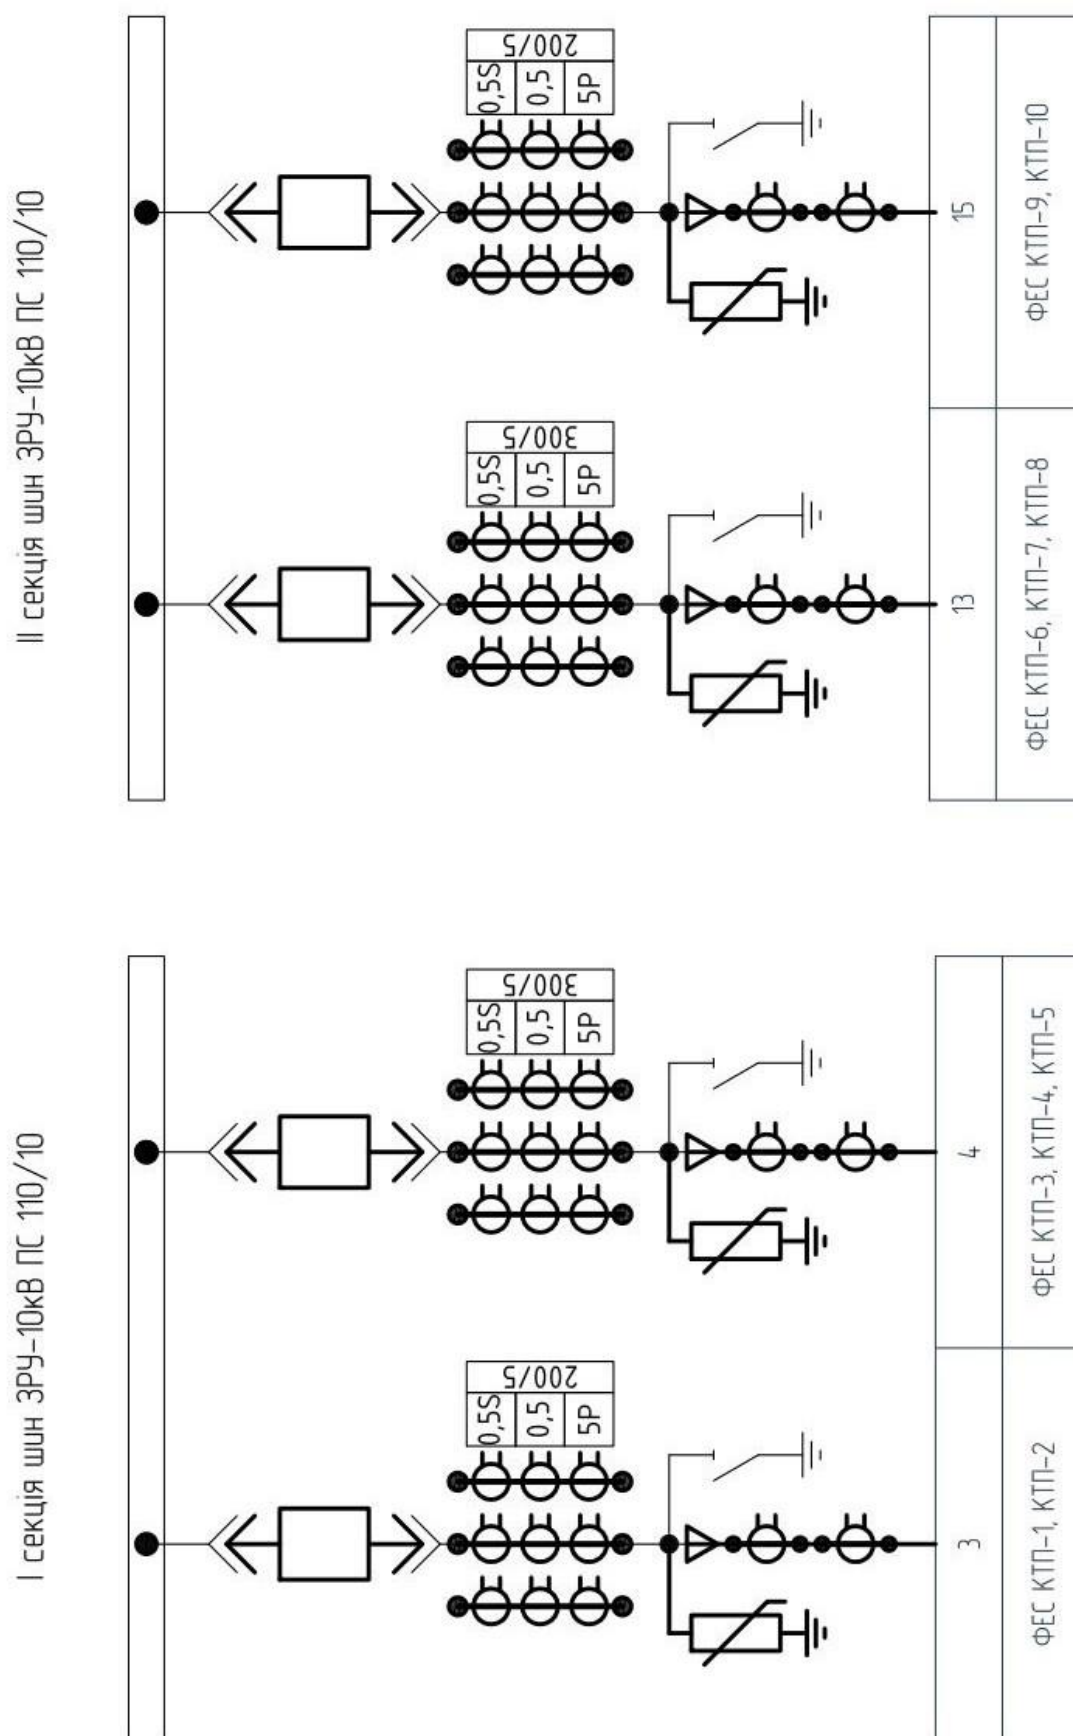 І секція шин ЗРУ-10кВ ПС 110/10
0,5S
0,5
5P
200/5
0,5S
0,5
5P
300/5
3
4
ФЕС КТП-1, КТП-2
ФЕС КТП-3, КТП-4, КТП-5
ІІ секція шин ЗРУ-10кВ ПС 110/10
0,5S
0,5
5P
300/5
0,5S
0,5
5P
200/5
13
15
ФЕС КТП-6, КТП-7, КТП-8
ФЕС КТП-9, КТП-10